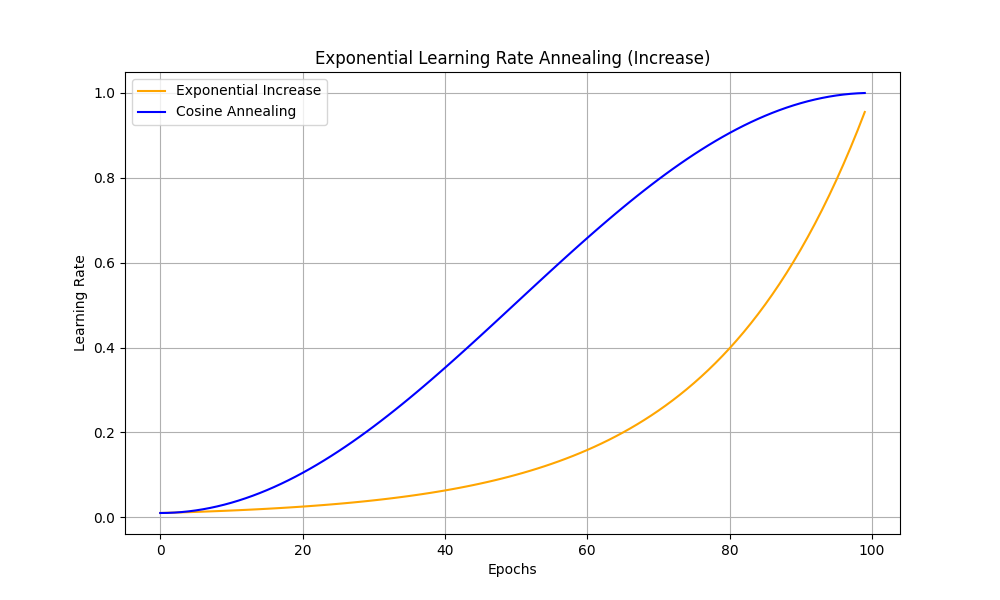 Exponential Learning Rate Annealing (Increase)
Exponential Increase
Cosine Annealing
1.0
0.8
0.6
0.4
0.2
0.0
Learning Rate
0 20 40 60 80 100
Epochs